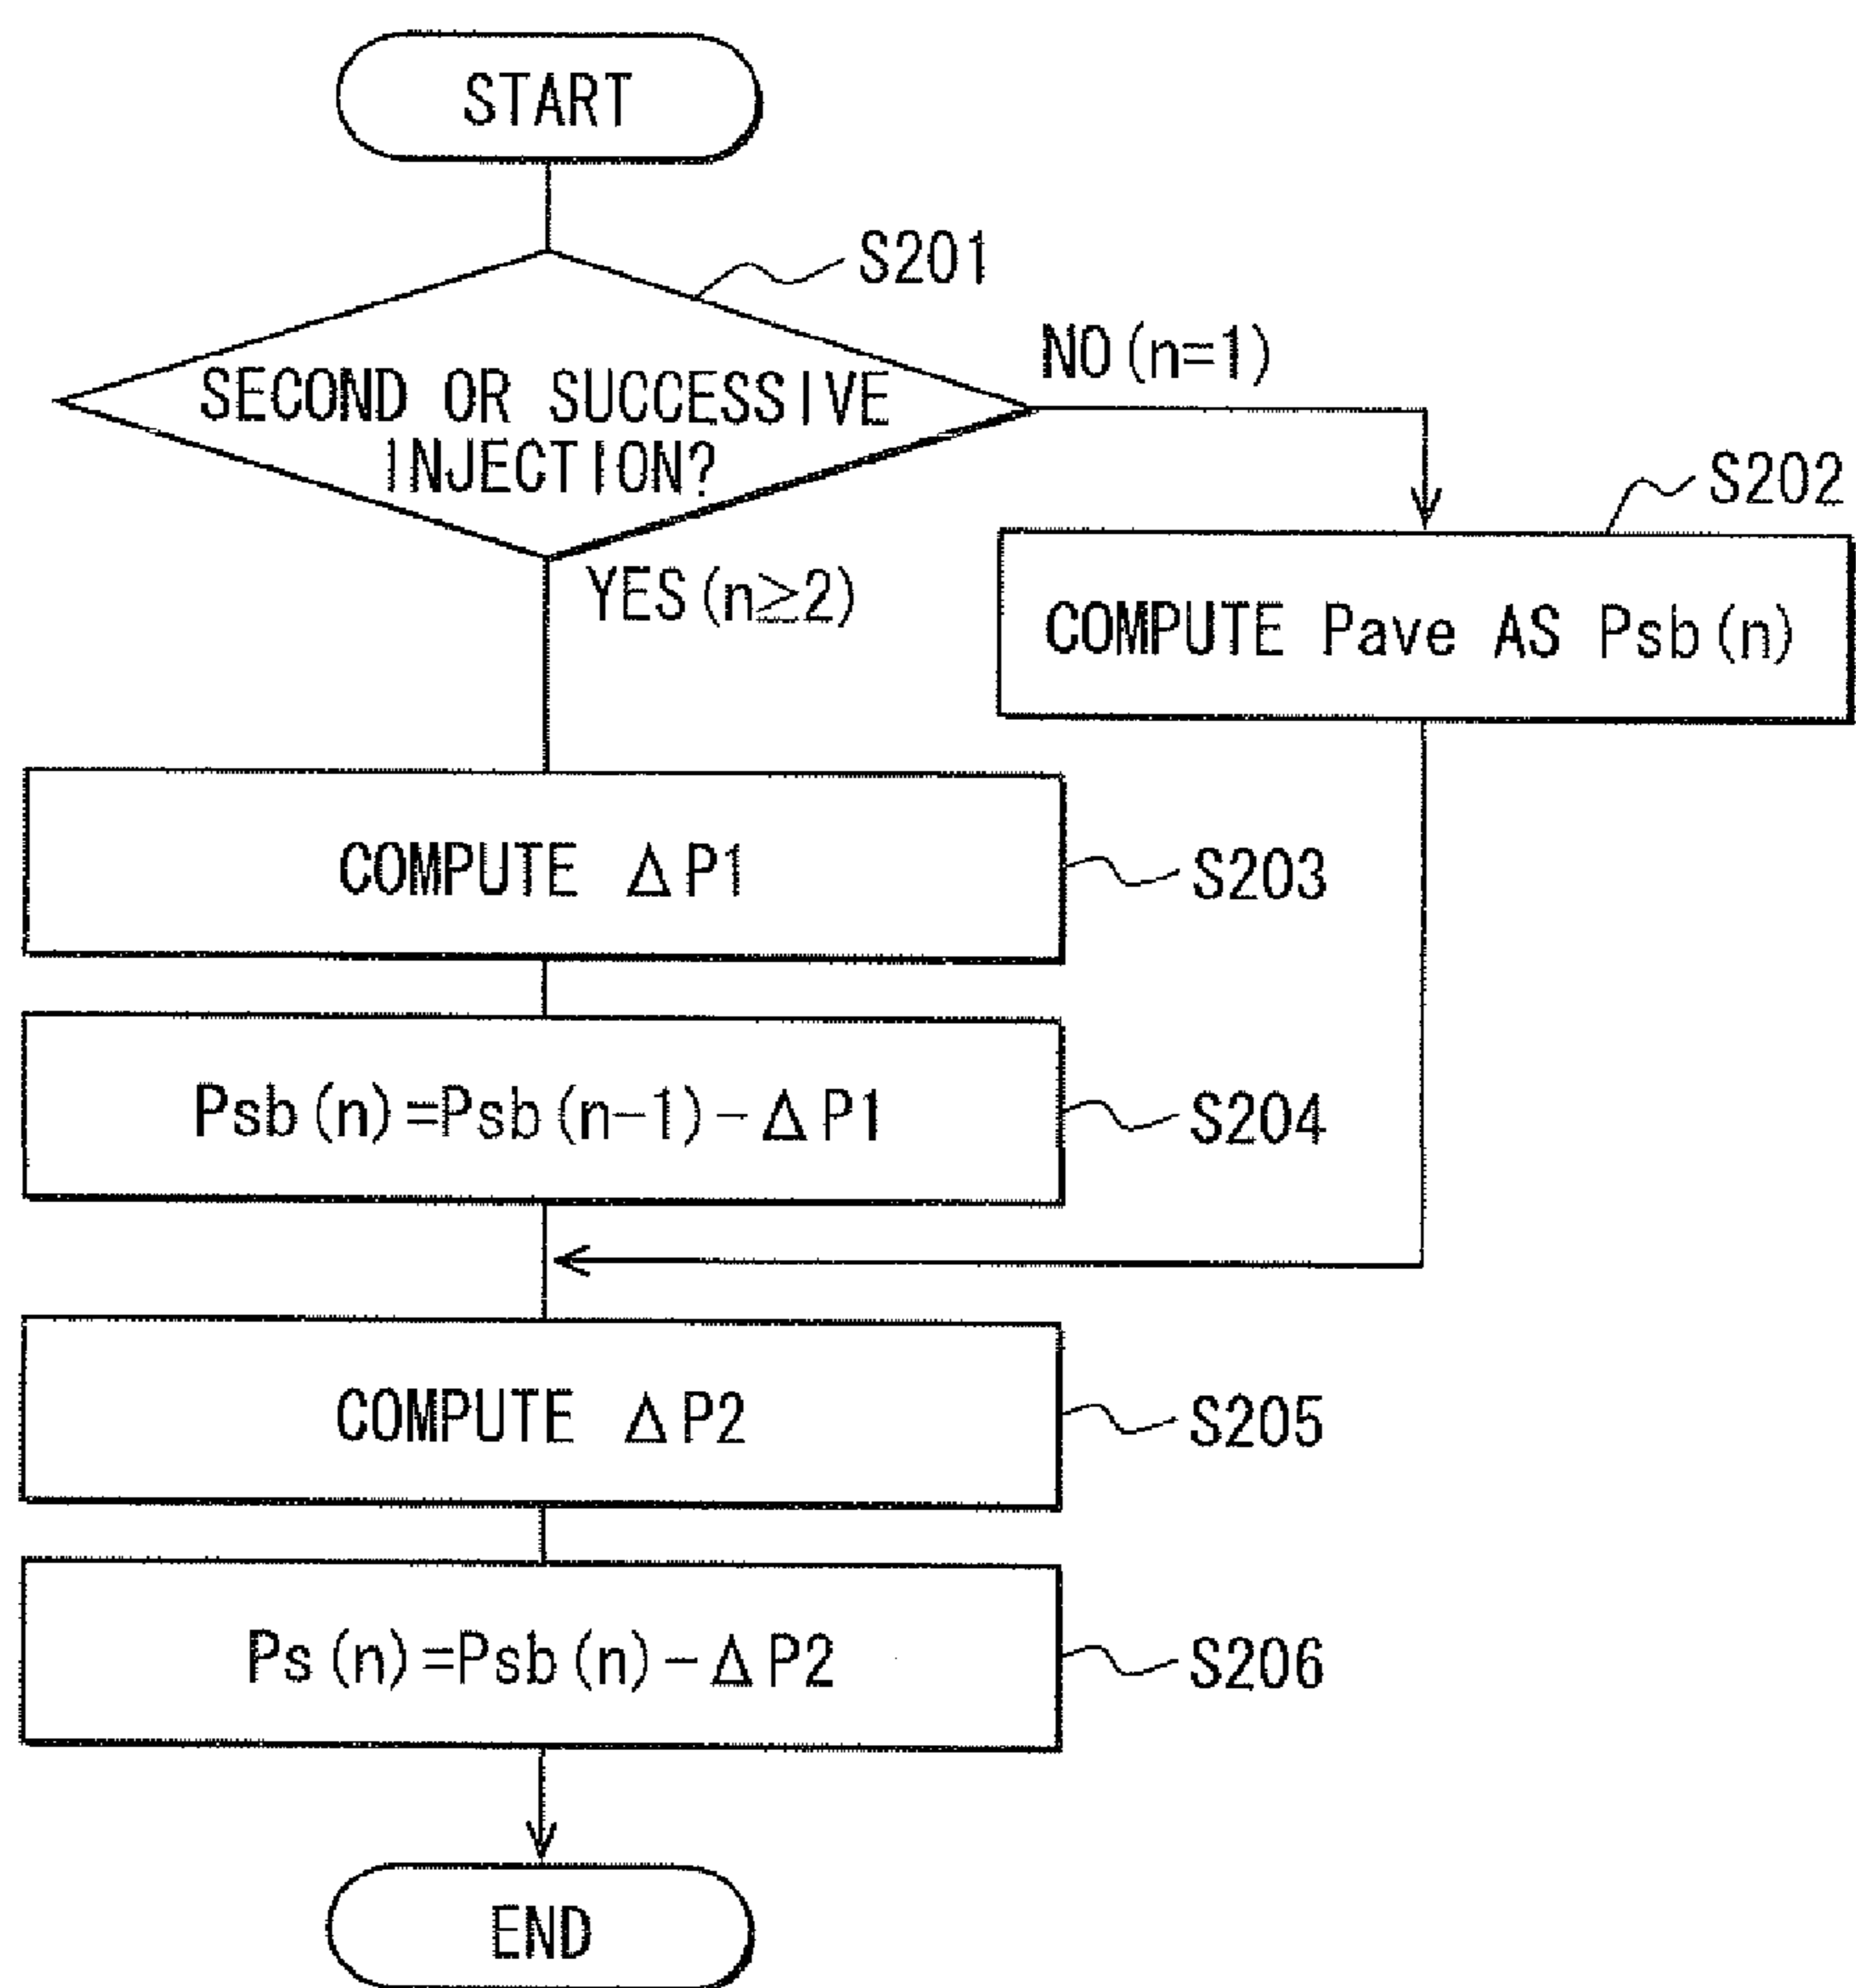 START
S201
SECOND OR SUCCESSIVE
INJECTION?
NO(n=1)
S202
YES(n≥2)
COMPUTE Pave AS Psb(n)
COMPUTE ΔP1
S203
Psb(n)=Psb(n-1)-ΔP1
S204
COMPUTE ΔP2
S205
Ps(n)=Psb(n)-ΔP2
S206
END